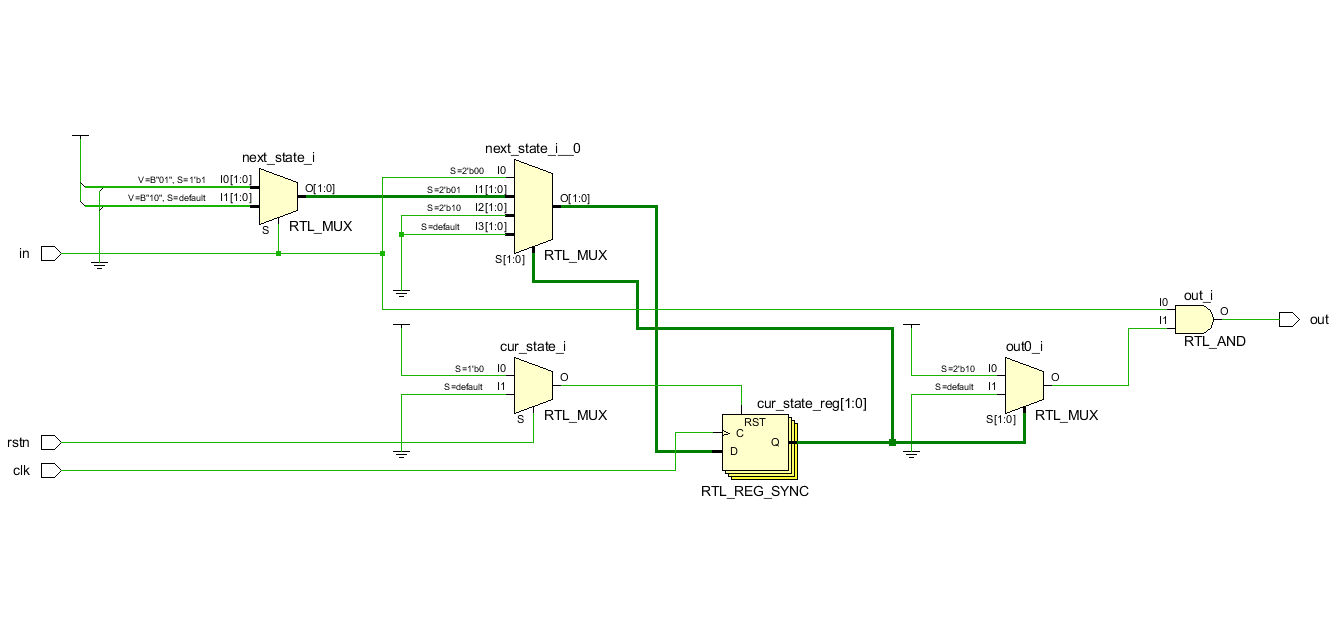 next_state_i
V=B"01", S=1'b1 I0[1:0]
V=B"10", S=default I1[1:0]
O[1:0]
S
RTL_MUX
next_state_i__0
S=2'b00 I0
S=2'b01 I1[1:0]
S=2'b10 I2[1:0]
S=default I3[1:0]
O[1:0]
S[1:0]
RTL_MUX
in
out_i
I0
I1
O
RTL_AND
out
cur_state_i
S=1'b0 I0
S=default I1
O
S
RTL_MUX
out0_i
S=2'b10 I0
S=default I1
O
S[1:0]
RTL_MUX
cur_state_reg[1:0]
RST
C
Q
D
RTL_REG_SYNC
rstn
clk